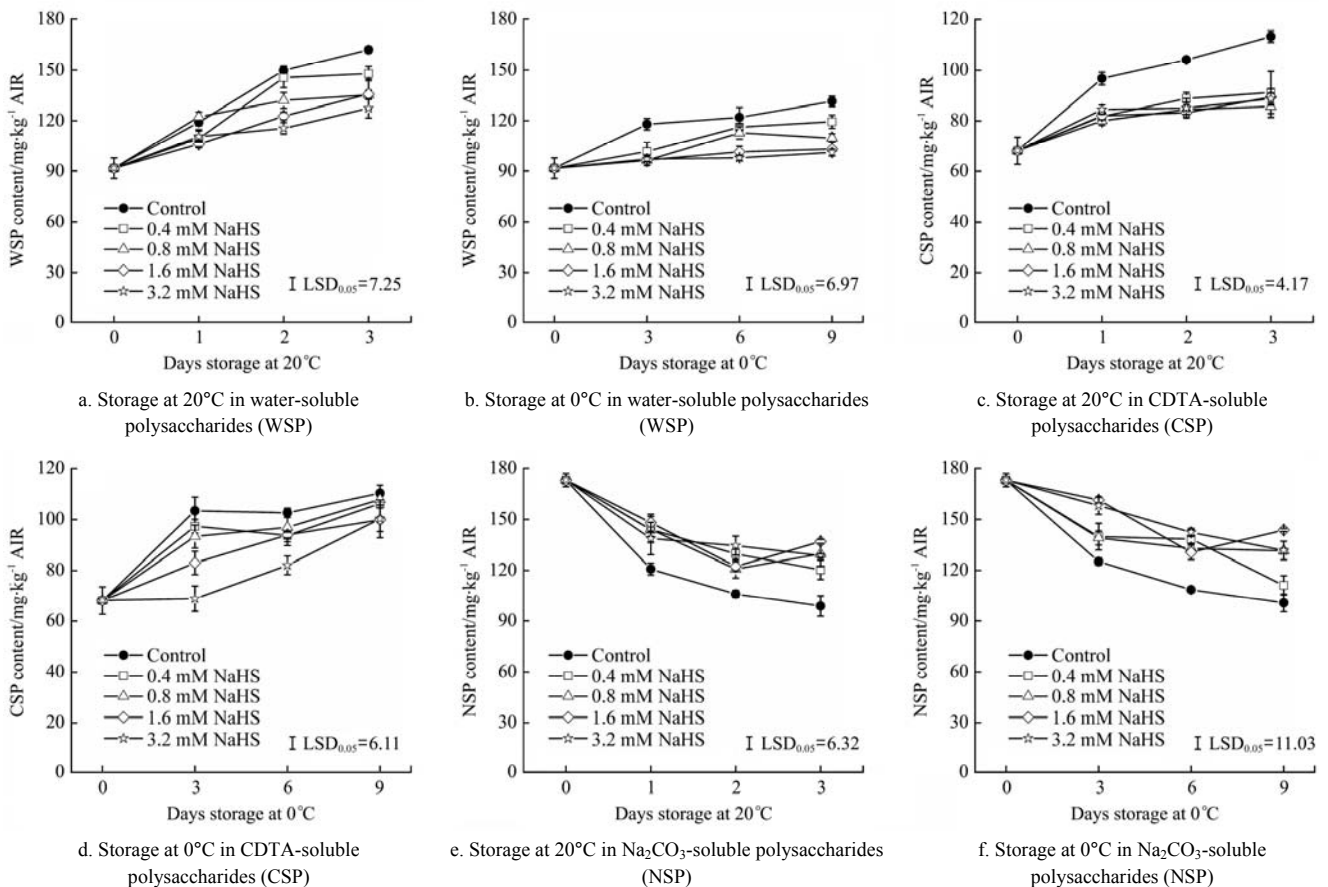 180
150
120
90
60
30
0
WSP content/mg·kg⁻¹ AIR
Control
0.4 mM NaHS
0.8 mM NaHS
1.6 mM NaHS
3.2 mM NaHS
LSD₀.₀₅=7.25
0 1 2 3
Days storage at 20℃
a. Storage at 20°C in water-soluble
polysaccharides (WSP)
180
150
120
90
60
30
0
WSP content/mg·kg⁻¹ AIR
Control
0.4 mM NaHS
0.8 mM NaHS
1.6 mM NaHS
3.2 mM NaHS
LSD₀.₀₅=6.97
0 3 6 9
Days storage at 0℃
b. Storage at 0°C in water-soluble polysaccharides
(WSP)
120
100
80
60
40
20
0
CSP content/mg·kg⁻¹ AIR
Control
0.4 mM NaHS
0.8 mM NaHS
1.6 mM NaHS
3.2 mM NaHS
LSD₀.₀₅=4.17
0 1 2 3
Days storage at 20℃
c. Storage at 20°C in CDTA-soluble
polysaccharides (CSP)
120
100
80
60
40
20
0
CSP content/mg·kg⁻¹ AIR
Control
0.4 mM NaHS
0.8 mM NaHS
1.6 mM NaHS
3.2 mM NaHS
LSD₀.₀₅=6.11
0 3 6 9
Days storage at 0℃
d. Storage at 0°C in CDTA-soluble
polysaccharides (CSP)
180
150
120
90
60
30
0
NSP content/mg·kg⁻¹ AIR
Control
0.4 mM NaHS
0.8 mM NaHS
1.6 mM NaHS
3.2 mM NaHS
LSD₀.₀₅=6.32
0 1 2 3
Days storage at 20℃
e. Storage at 20°C in Na₂CO₃-soluble polysaccharides
(NSP)
180
150
120
90
60
30
0
NSP content/mg·kg⁻¹ AIR
Control
0.4 mM NaHS
0.8 mM NaHS
1.6 mM NaHS
3.2 mM NaHS
LSD₀.₀₅=11.03
0 3 6 9
Days storage at 0℃
f. Storage at 0°C in Na₂CO₃-soluble
polysaccharides (NSP)